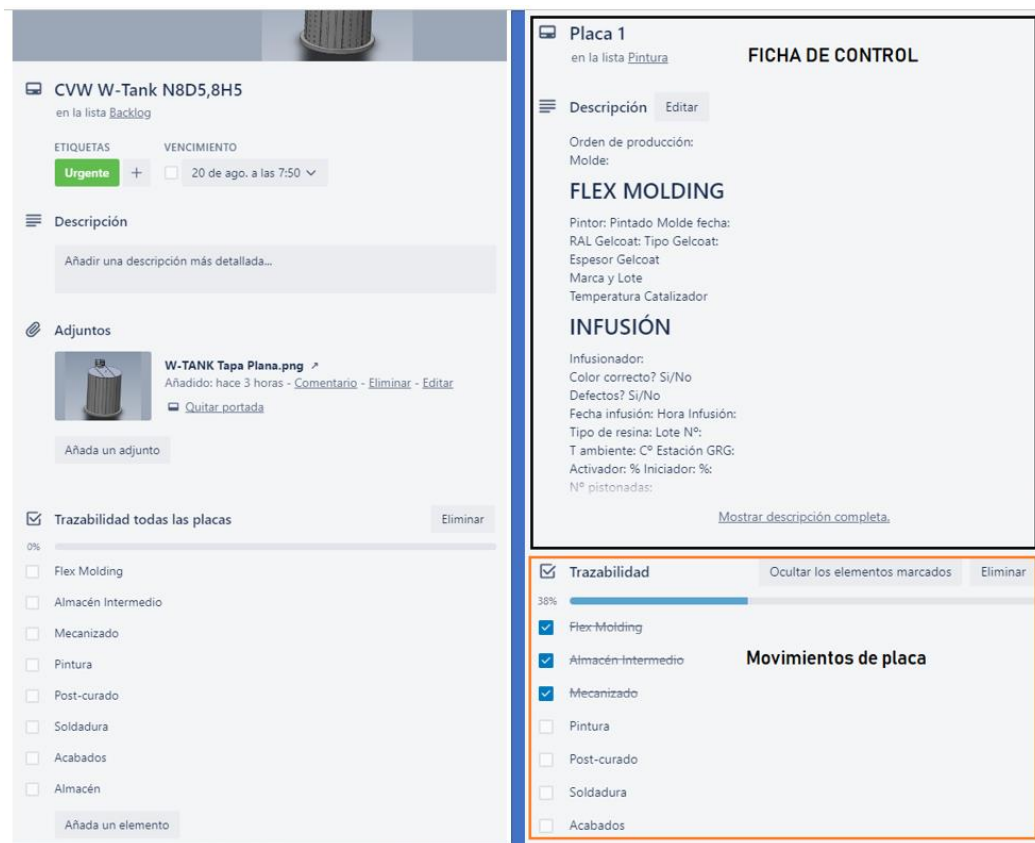 CVW W-Tank N8D5,8H5
en la lista Backlog
ETIQUETAS VENCIMIENTO
Urgente + 20 de ago. a las 7:50
Descripción
Añadir una descripción más detallada...
Adjuntos
W-TANK Tapa Plana.png ↗
Añadido: hace 3 horas - Comentario - Eliminar - Editar
Quitar portada
Añada un adjunto
Trazabilidad todas las placas Eliminar
0%
Flex Molding
Almacén Intermedio
Mecanizado
Pintura
Post-curado
Soldadura
Acabados
Almacén
Añada un elemento
Placa 1
en la lista Pintura
FICHA DE CONTROL
Descripción Editar
Orden de producción:
Molde:
FLEX MOLDING
Pintor: Pintado Molde fecha:
RAL Gelcoat: Tipo Gelcoat:
Espesor Gelcoat
Marca y Lote
Temperatura Catalizador
INFUSIÓN
Infusionador:
Color correcto? Si/No
Defectos? Si/No
Fecha infusión: Hora Infusión:
Tipo de resina: Lote Nº:
T ambiente: Cº Estación GRG:
Activador: % Iniciador: %:
Nº pistonadas:
Mostrar descripción completa.
Trazabilidad Ocultar los elementos marcados Eliminar
38%
Flex Molding
Almacén Intermedio
Movimientos de placa
Mecanizado
Pintura
Post-curado
Soldadura
Acabados